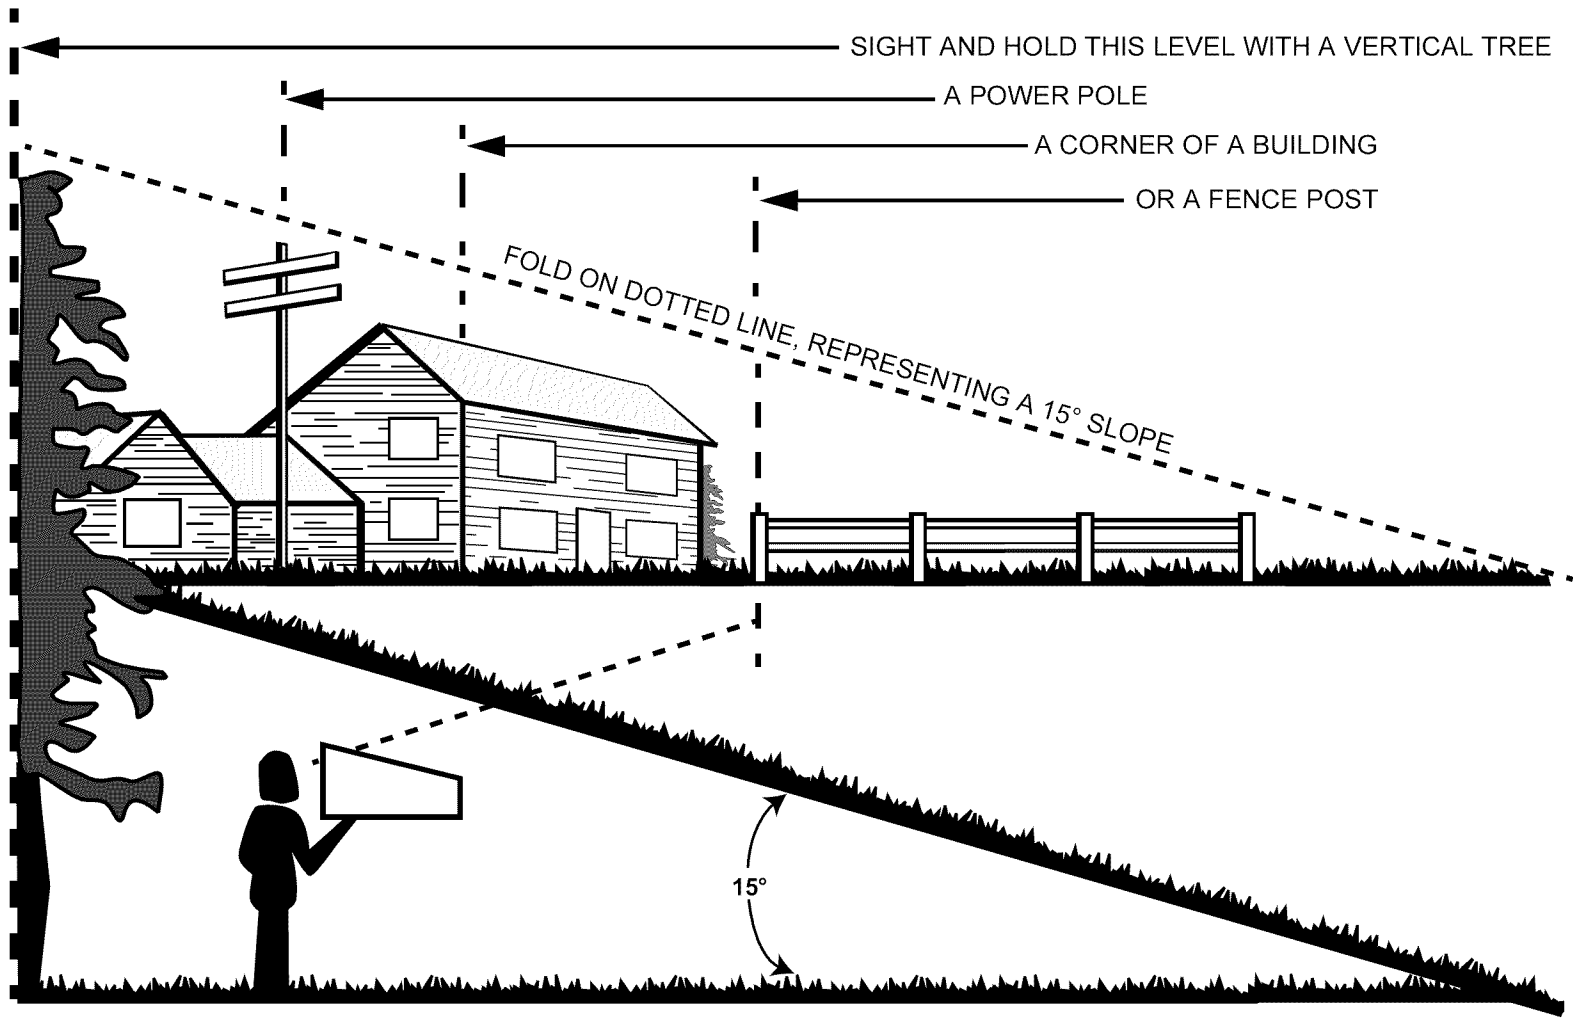 SIGHT AND HOLD THIS LEVEL WITH A VERTICAL TREE
A POWER POLE
A CORNER OF A BUILDING
OR A FENCE POST
FOLD ON DOTTED LINE, REPRESENTING A 15° SLOPE
15°